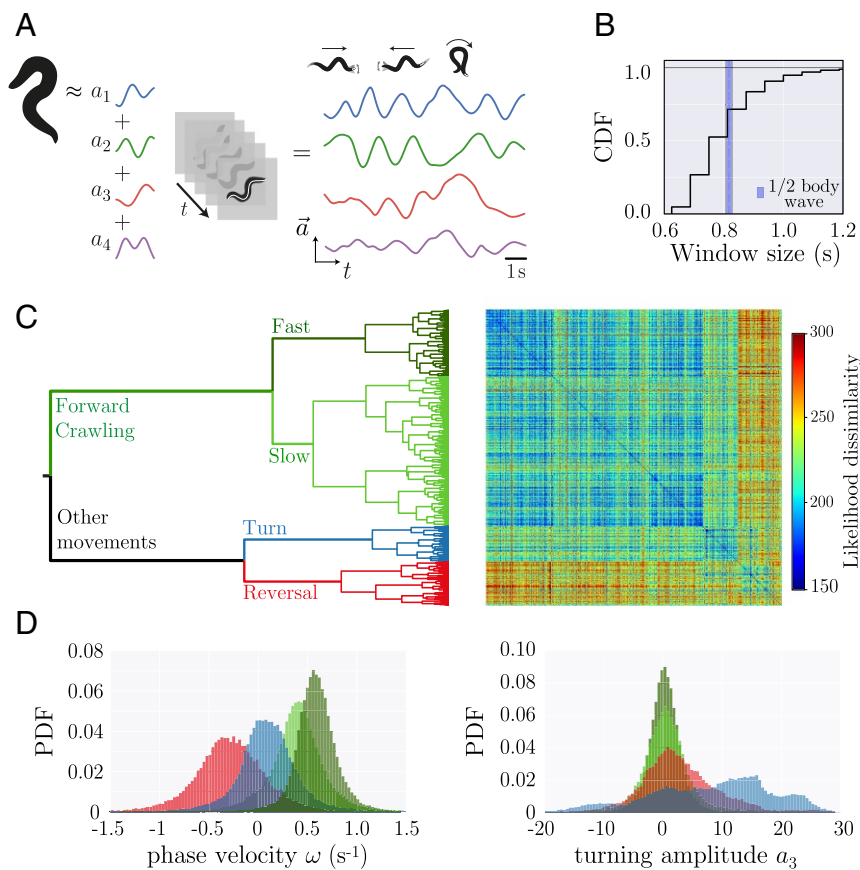 A
≈ a1
+
a2
+
a3
+
a4
t
=
a⃗
t
1s
B
CDF
1.0
0.5
0.0
1/2 body
wave
0.6 0.8 1.0 1.2
Window size (s)
C
Fast
Forward
Crawling
Slow
Other
movements
Turn
Reversal
300
250
200
150
Likelihood dissimilarity
D
PDF
0.08
0.06
0.04
0.02
0
-1.5 -1 -0.5 0 0.5 1 1.5
phase velocity ω (s-1)
PDF
0.10
0.08
0.06
0.04
0.02
0
-20 -10 0 10 20 30
turning amplitude a3